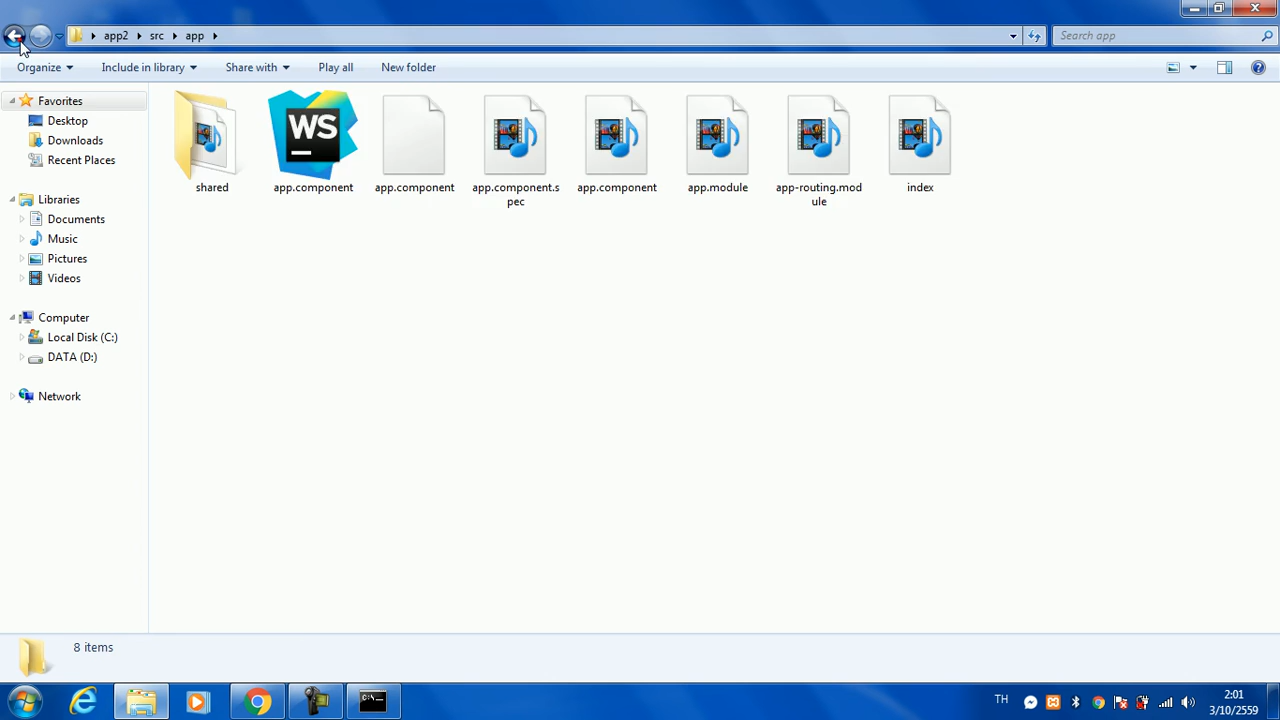 app2 src app
Search app
Organize
Include in library
Share with
Play all
New folder
Favorites
Desktop
Downloads
Recent Places
Libraries
Documents
Music
Pictures
Videos
Computer
Local Disk (C:)
DATA (D:)
Network
shared
WS
app.component
app.component
app.component.s
pec
app.component
app.module
app-routing.mod
ule
index
8 items
C:\.
TH
2:01
3/10/2559